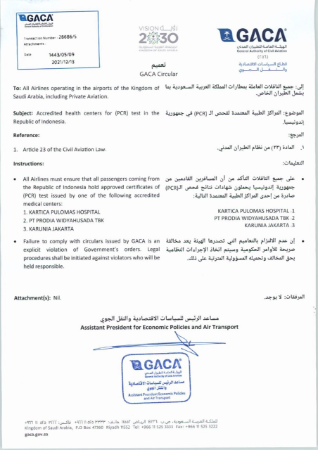 GACA
Transaction Number: 28686/5
Attachments:
Date:
1443/05/09
2021/12/13
VISION رؤيــة
2030
المملكة العربية السعودية
KINGDOM OF SAUDI ARABIA
GACA
الهيئة العامة للطيران المدني
General Authority of Civil Aviation
قطاع السياسات الاقتصادية
والنقل الجوي
تعميم
GACA Circular
To: All Airlines operating in the airports of the Kingdom of
Saudi Arabia, including Private Aviation.
إلى: جميع الناقلات العاملة بمطارات المملكة العربية السعودية بما
يشمل الطيران الخاص.
Subject: Accredited health centers for (PCR) test in the
Republic of Indonesia.
الموضوع: المراكز الطبية المعتمدة للفحص الـ (PCR) في جمهورية
إندونيسيا.
Reference:
المرجع:
1. Article 23 of the Civil Aviation Law
١. المادة (٢٣) من نظام الطيران المدني.
Instructions:
التعليمات:
• All Airlines must ensure that all passengers coming
from the Republic of Indonesia hold approved certificates of
(PCR) test issued by one of the following accredited
medical centers:
1. KARTICA PULOMAS HOSPITAL
2. PT PRODIA WIDYAHUSADA TBK
3. KARUNIA JAKARTA
• على جميع الناقلات التأكد من أن المسافرين القادمين من
جمهورية إندونيسيا يحملون شهادات نتائج فحص الـ(PCR)
صادرة من إحدى المراكز الطبية المعتمدة التالية:
KARTICA PULOMAS HOSPITAL .1
PT PRODIA WIDYAHUSADA TBK .2
KARUNIA JAKARTA .3
• Failure to comply with circulars issued by GACA is an
explicit violation of Government's orders. Legal
procedures shall be initiated against violators who will be
held responsible.
• إن عدم الالتزام بالتعاميم التي تصدرها الهيئة يعد مخالفة
صريحة للأوامر الحكومية وسيتم اتخاذ الإجراءات النظامية
بحق المخالف وتحميله المسؤولية المترتبة على ذلك.
Attachment(s): Nil
المرفقات: لا يوجد.
مساعد الرئيس للسياسات الاقتصادية والنقل الجوي
Assistant President for Economic Policies and Air Transport
GACA
مساعد الرئيس للسياسات الاقتصادية
والنقل الجوي
Assistant President for Economic Policies
and Air Transport
Kingdom of Saudi Arabia
gaca.gov.sa